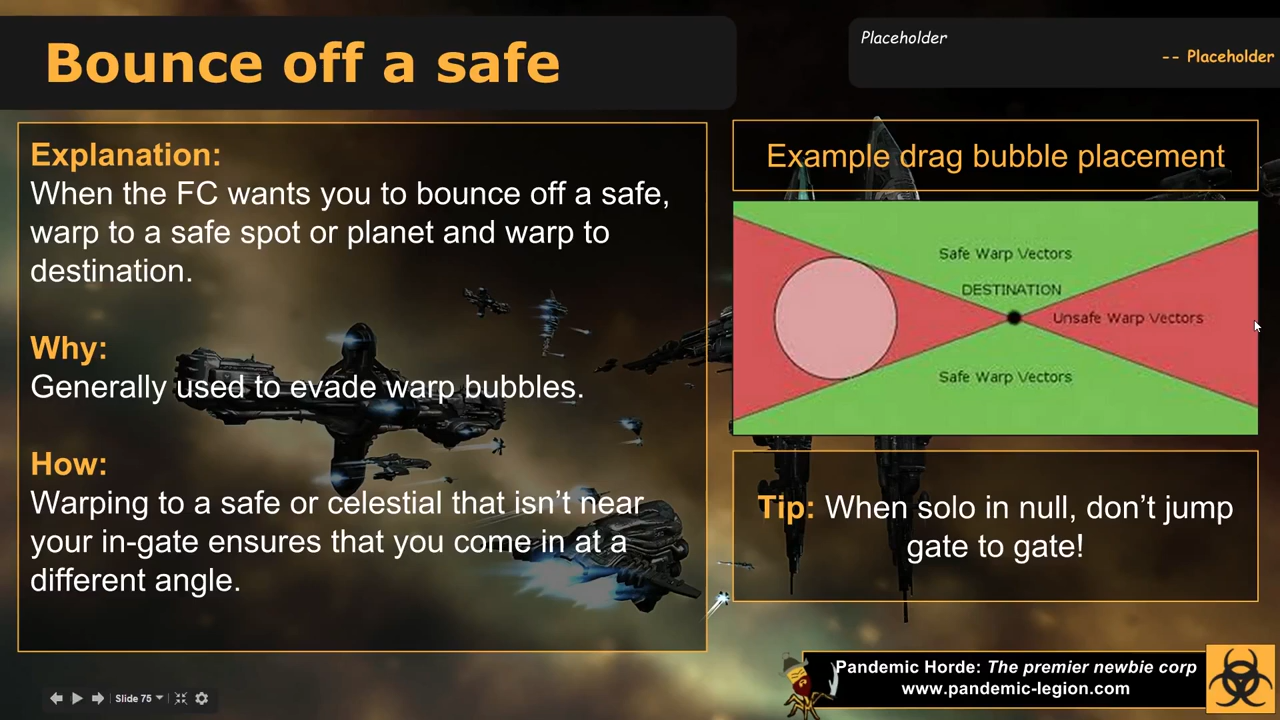 Bounce off a safe
Placeholder
-- Placeholder
Explanation:
When the FC wants you to bounce off a safe,
warp to a safe spot or planet and warp to
destination.
Why:
Generally used to evade warp bubbles.
How:
Warping to a safe or celestial that isn't near
your in-gate ensures that you come in at a
different angle.
Example drag bubble placement
Safe Warp Vectors
DESTINATION
Unsafe Warp Vectors
Safe Warp Vectors
Tip: When solo in null, don't jump
gate to gate!
Pandemic Horde: The premier newbie corp
www.pandemic-legion.com
Slide 75